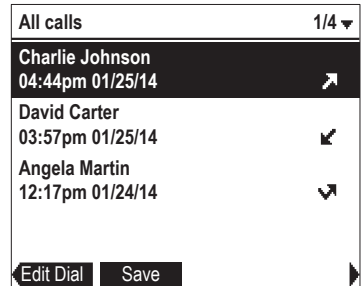 All calls 1/4
Charlie Johnson
04:44pm 01/25/14
David Carter
03:57pm 01/25/14
Angela Martin
12:17pm 01/24/14
Edit Dial Save